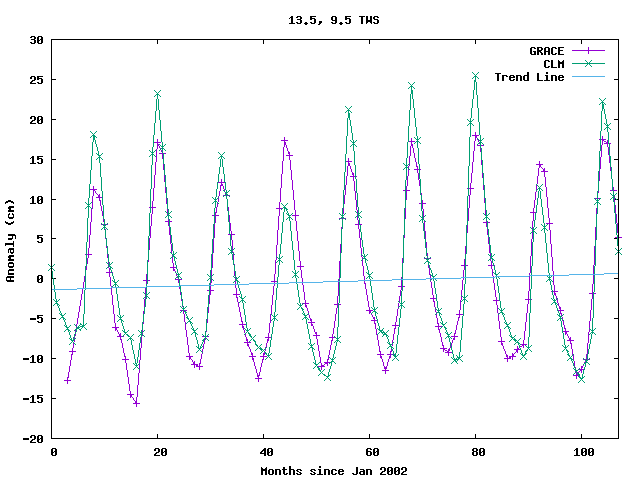 13.5, 9.5 TWS
GRACE
CLM
Trend Line
30
25
20
15
10
5
0
-5
-10
-15
-20
Anomaly (cm)
0 20 40 60 80 100
Months since Jan 2002